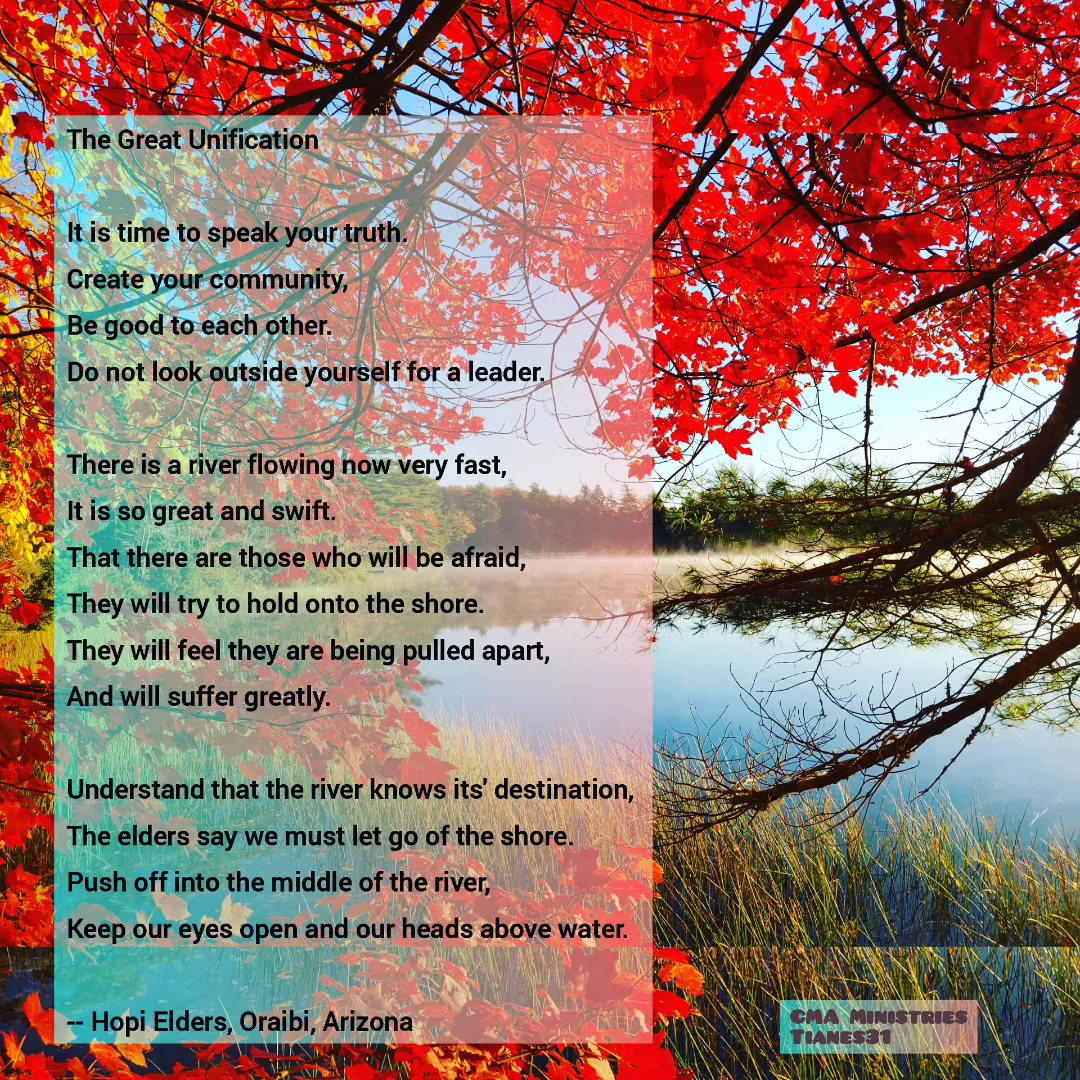 The Great Unification
It is time to speak your truth.
Create your community,
Be good to each other.
Do not look outside yourself for a leader.
There is a river flowing now very fast,
It is so great and swift.
That there are those who will be afraid,
They will try to hold onto the shore.
They will feel they are being pulled apart,
And will suffer greatly.
Understand that the river knows its' destination,
The elders say we must let go of the shore.
Push off into the middle of the river,
Keep our eyes open and our heads above water.
-- Hopi Elders, Oraibi, Arizona
CMA Ministries
Tianes31